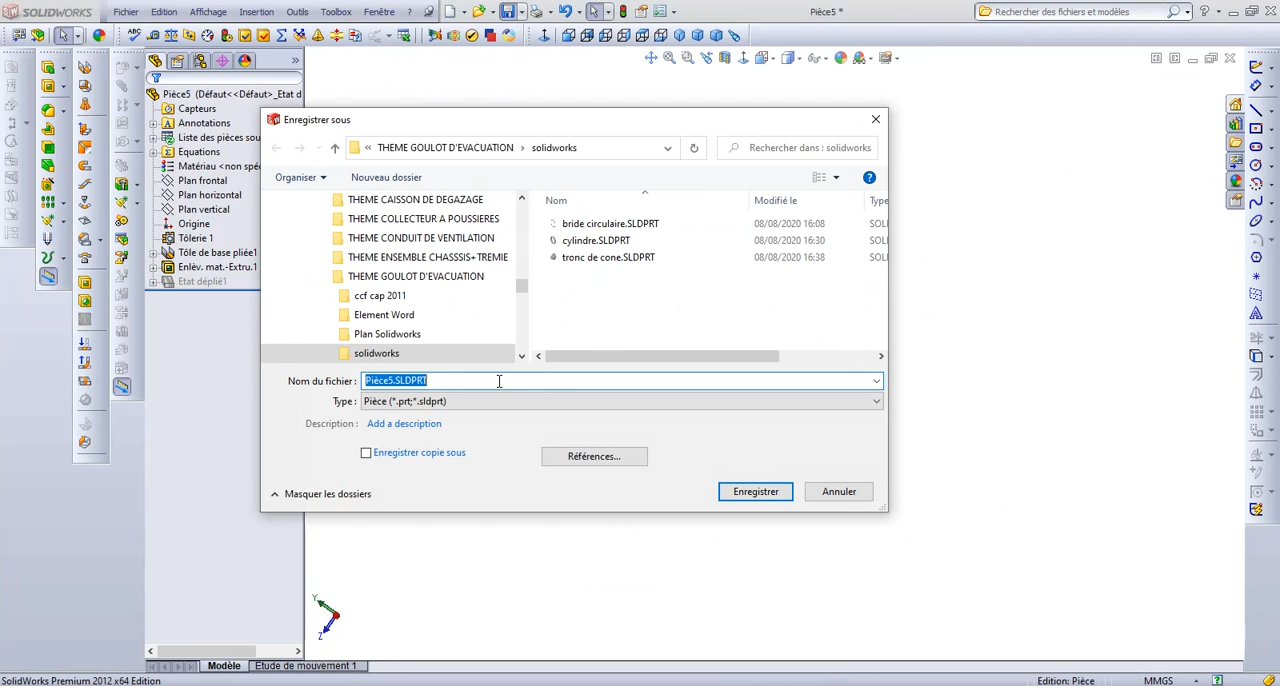 SOLIDWORKS
Fichier Edition Affichage Insertion Outils Toolbox Fenêtre ?
Pièce5 *
Rechercher des fichiers et modèles
Pièce5 (Défaut<<Défaut>_Etat d
Capteurs
Annotations
Liste des pièces sou
Equations
Matériau <non spé
Plan frontal
Plan horizontal
Plan vertical
Origine
Tôlerie 1
Tôle de base pliée1
Enlèv. mat.-Extru.1
Etat déplié1
Enregistrer sous
« THEME GOULOT D'EVACUATION > solidworks
Rechercher dans : solidworks
Organiser Nouveau dossier
THEME CAISSON DE DEGAZAGE
THEME COLLECTEUR A POUSSIERES
THEME CONDUIT DE VENTILATION
THEME ENSEMBLE CHASSSIS+TREMIE
THEME GOULOT D'EVACUATION
ccf cap 2011
Element Word
Plan Solidworks
solidworks
Nom Modifié le Type
bride circulaire.SLDPRT 08/08/2020 16:08 SOLI
cylindre.SLDPRT 08/08/2020 16:30 SOLI
tronc de cone.SLDPRT 08/08/2020 16:38 SOLI
Nom du fichier : Pièce5.SLDPRT
Type : Pièce (*.prt;*.sldprt)
Description : Add a description
Enregistrer copie sous
Références...
Masquer les dossiers
Enregistrer
Annuler
Y
Z
Modèle Etude de mouvement 1
SolidWorks Premium 2012 x64 Edition
Edition: Pièce
MMGS